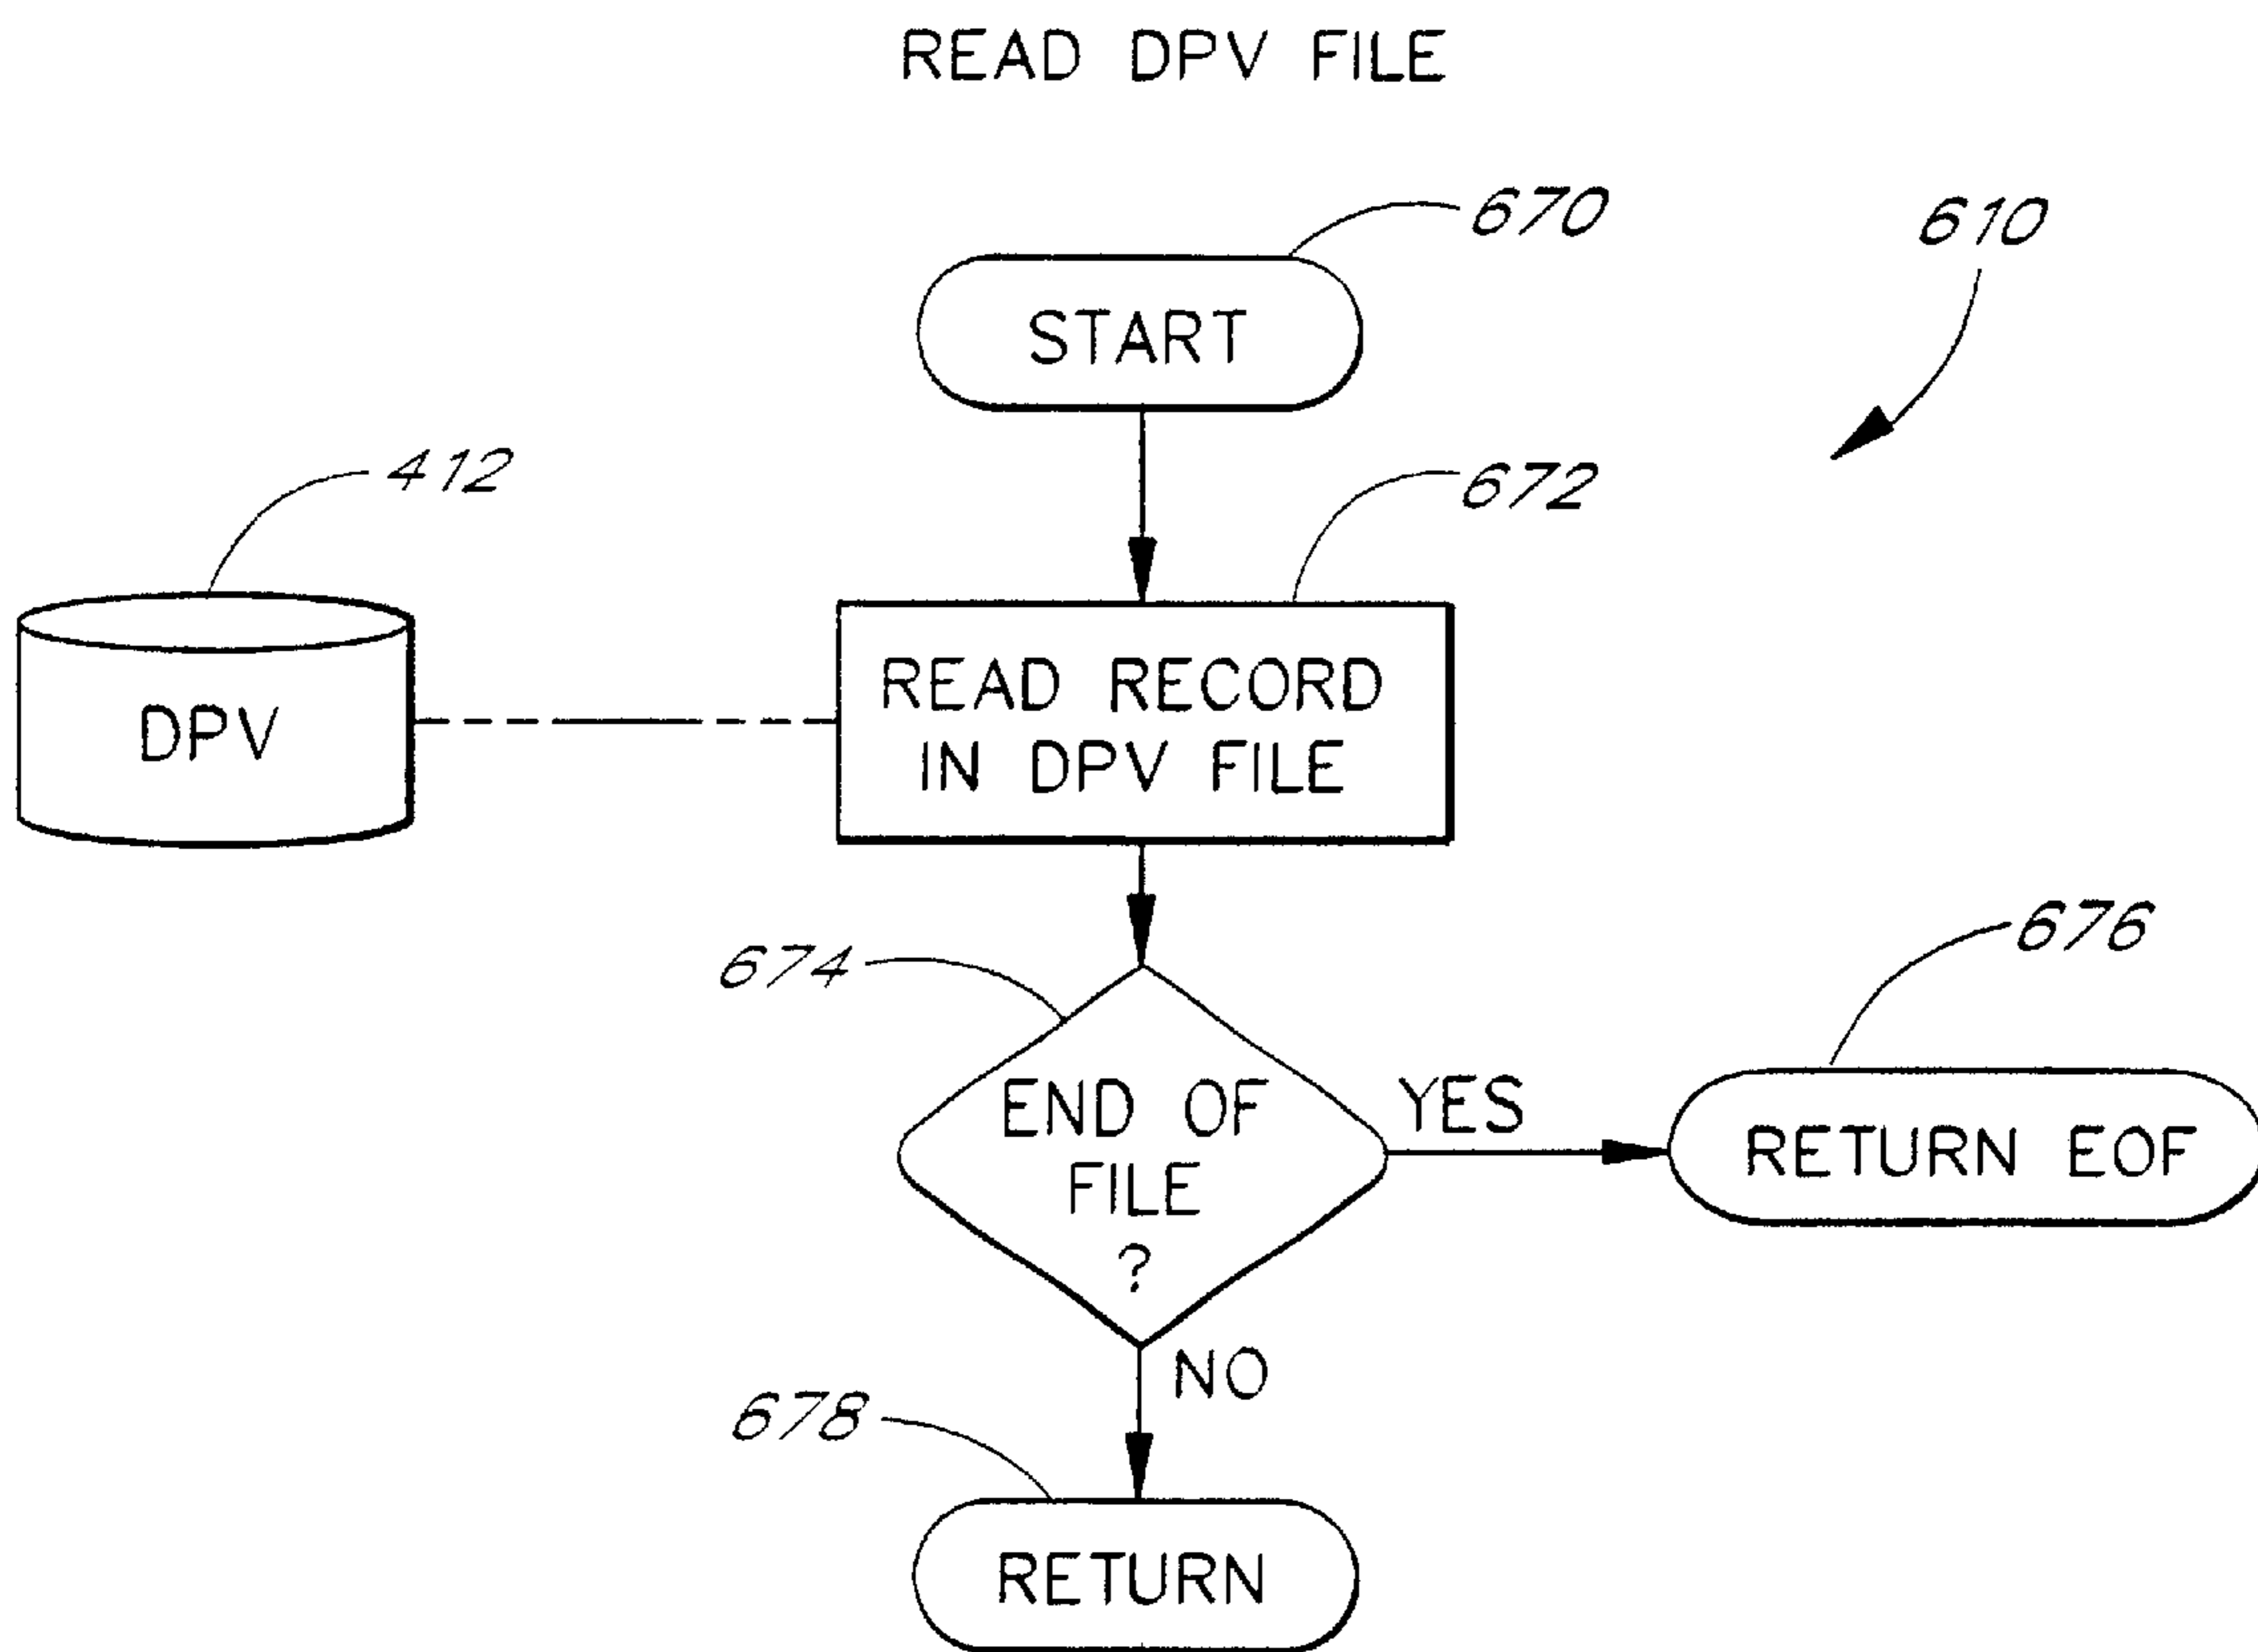 READ DPV FILE
670
610
START
412
672
READ RECORD
IN DPV FILE
DPV
674
676
END OF
FILE
?
YES
RETURN EOF
NO
678
RETURN